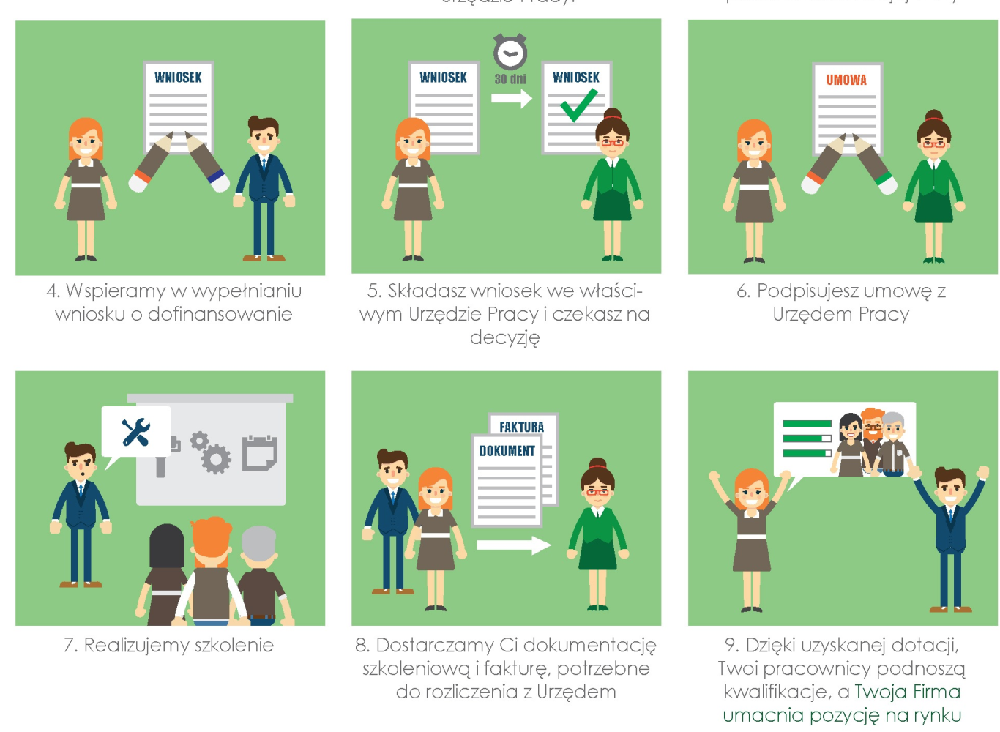 WNIOSEK
WNIOSEK
30 dni
WNIOSEK
UMOWA
4. Wspieramy w wypełnianiu
wniosku o dofinansowanie
5. Składasz wniosek we właści-
wym Urzędzie Pracy i czekasz na
decyzję
6. Podpisujesz umowę z
Urzędem Pracy
FAKTURA
DOKUMENT
7. Realizujemy szkolenie
8. Dostarczamy Ci dokumentację
szkoleniową i fakturę, potrzebne
do rozliczenia z Urzędem
9. Dzięki uzyskanej dotacji,
Twoi pracownicy podnoszą
kwalifikacje, a Twoja Firma
umacnia pozycję na rynku